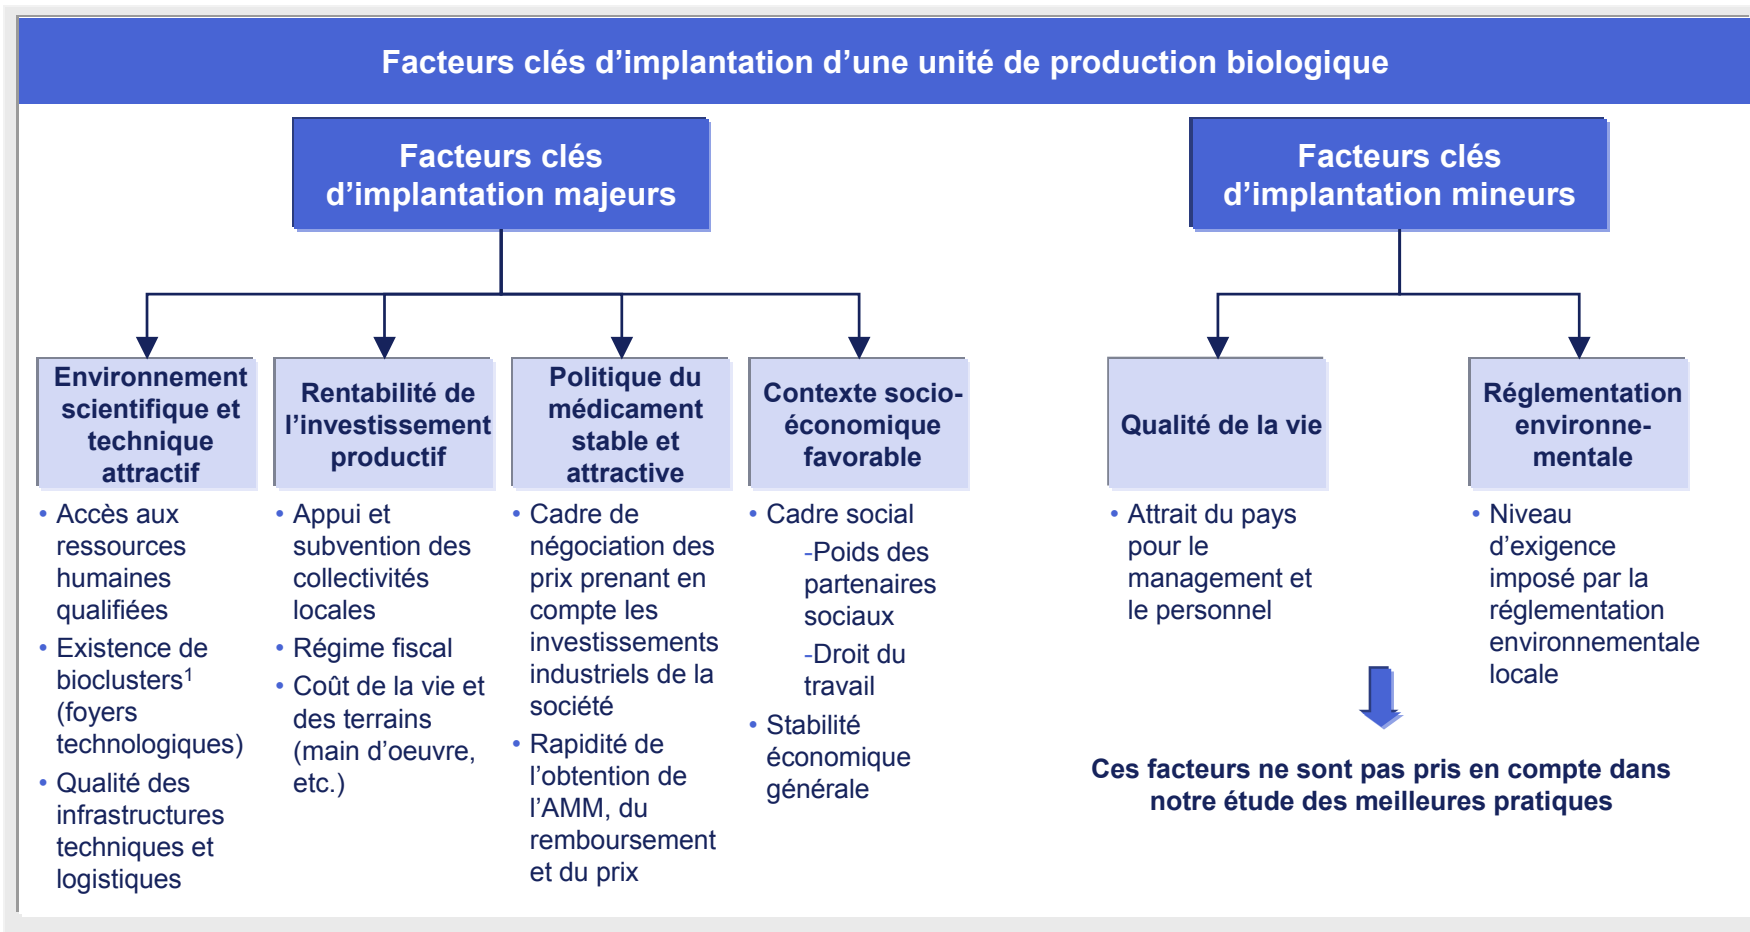 Facteurs clés d’implantation d’une unité de production biologique
Facteurs clés
d’implantation majeurs
Facteurs clés
d’implantation mineurs
Environnement
scientifique et
technique
attractif
• Accès aux
ressources
humaines
qualifiées
• Existence de
bioclusters¹
(foyers
technologiques)
• Qualité des
infrastructures
techniques et
logistiques
Rentabilité de
l’investissement
productif
• Appui et
subvention des
collectivités
locales
• Régime fiscal
• Coût de la vie et
des terrains
(main d’oeuvre,
etc.)
Politique du
médicament
stable et
attractive
• Cadre de
négociation des
prix prenant en
compte les
investissements
industriels de la
société
• Rapidité de
l’obtention de
l’AMM, du
remboursement
et du prix
Contexte socio-
économique
favorable
• Cadre social
-Poids des
partenaires
sociaux
-Droit du
travail
• Stabilité
économique
générale
Qualité de la vie
• Attrait du pays
pour le
management et
le personnel
Réglementation
environne-
mentale
• Niveau
d’exigence
imposé par la
réglementation
environnementale
locale
Ces facteurs ne sont pas pris en compte dans
notre étude des meilleures pratiques